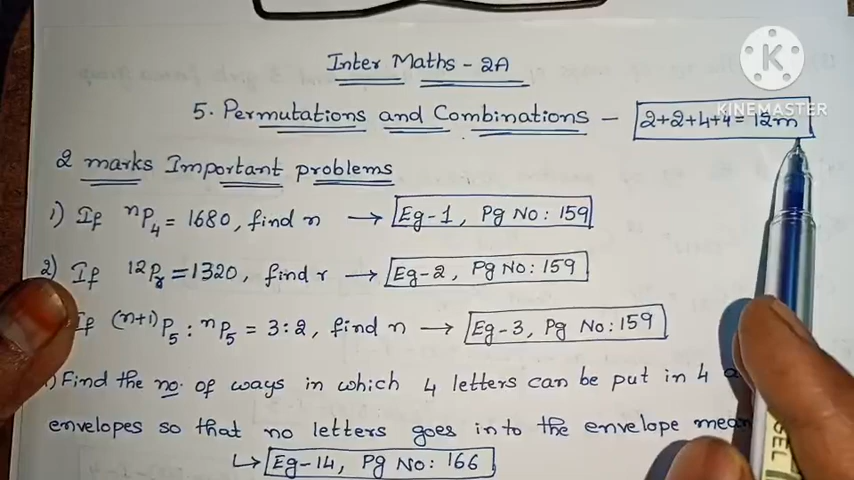 Inter Maths - 2A
5. Permutations and Combinations - 2+2+4+4 = 12m
KINEMASTER
2 marks Important problems
1) If ⁿP₄ = 1680, find n → Eg-1, Pg No: 159
2) If ¹²Pᵣ = 1320, find r → Eg-2, Pg No: 159
If ⁽ⁿ⁺¹⁾P₅ : ⁿP₅ = 3:2, find n → Eg-3, Pg No: 159
) Find the no. of ways in which 4 letters can be put in 4 a
envelopes so that no letters goes into the envelope mean
↳ Eg-14, Pg No: 166
GEL